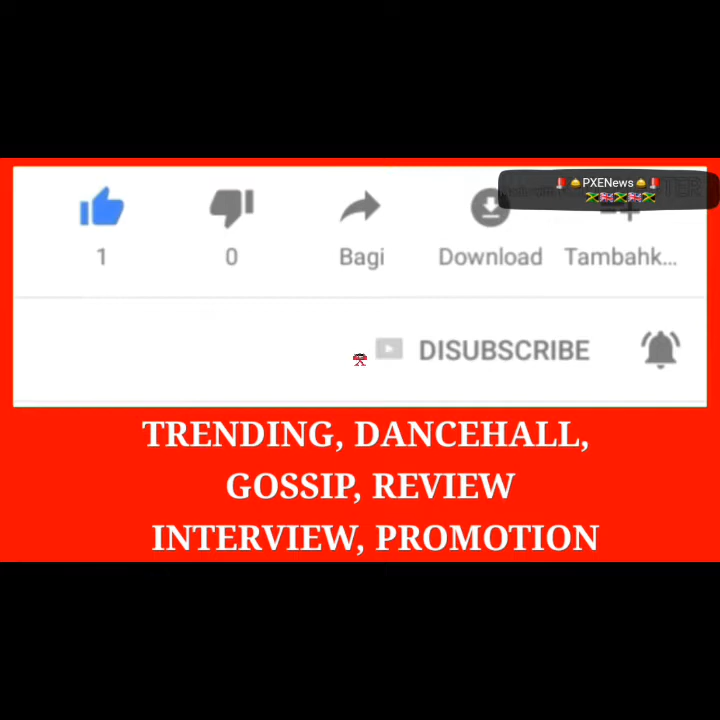 PXENews
1
0
Bagi
Download
Tambahk...
DISUBSCRIBE
TRENDING, DANCEHALL,
GOSSIP, REVIEW
INTERVIEW, PROMOTION